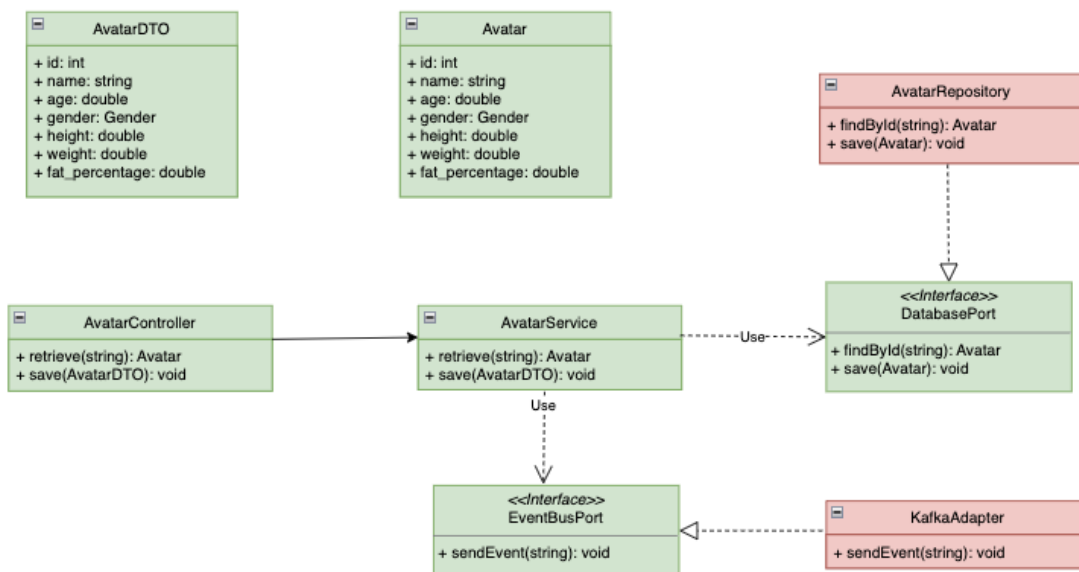 AvatarDTO
+ id: int
+ name: string
+ age: double
+ gender: Gender
+ height: double
+ weight: double
+ fat_percentage: double
Avatar
+ id: int
+ name: string
+ age: double
+ gender: Gender
+ height: double
+ weight: double
+ fat_percentage: double
AvatarRepository
+ findById(string): Avatar
+ save(Avatar): void
AvatarController
+ retrieve(string): Avatar
+ save(AvatarDTO): void
AvatarService
+ retrieve(string): Avatar
+ save(AvatarDTO): void
Use
<<Interface>>
DatabasePort
+ findById(string): Avatar
+ save(Avatar): void
Use
<<Interface>>
EventBusPort
+ sendEvent(string): void
KafkaAdapter
+ sendEvent(string): void